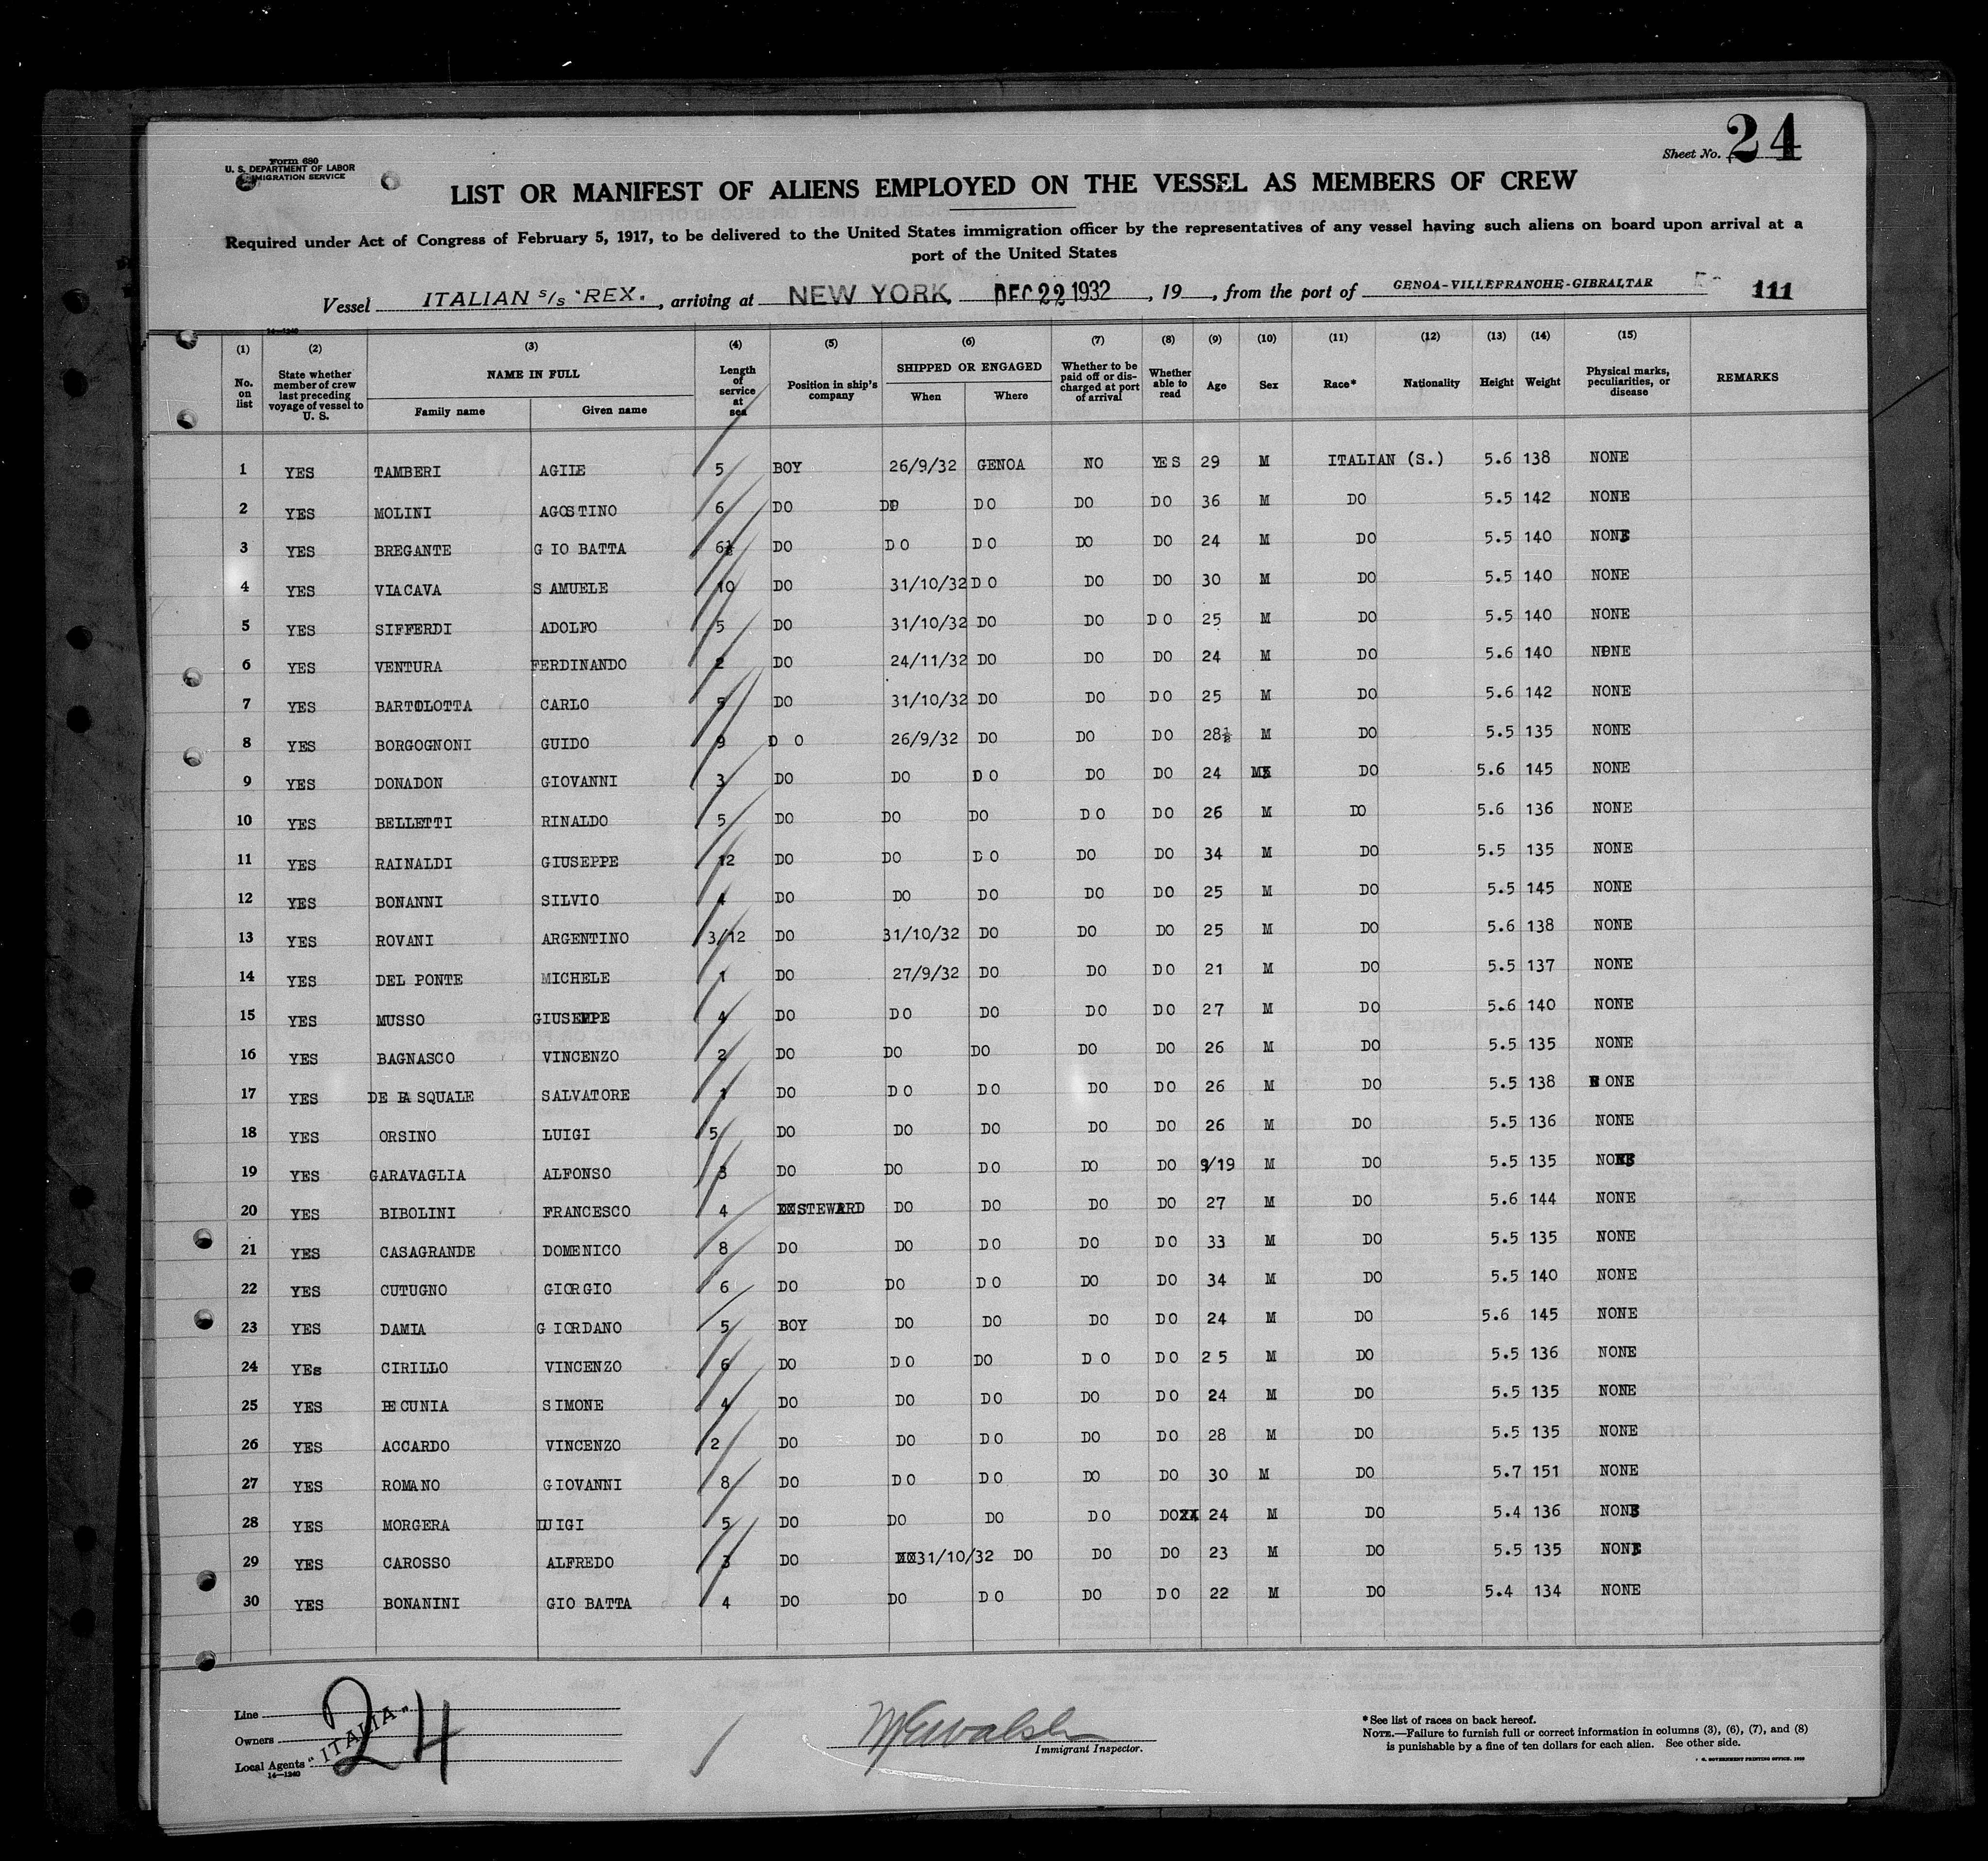 Form 680
U. S. DEPARTMENT OF LABOR
IMMIGRATION SERVICE
Sheet No. 24
LIST OR MANIFEST OF ALIENS EMPLOYED ON THE VESSEL AS MEMBERS OF CREW
Required under Act of Congress of February 5, 1917, to be delivered to the United States immigration officer by the representatives of any vessel having such aliens on board upon arrival at a
port of the United States
Vessel ITALIAN S/S "REX", arriving at NEW YORK, DEC 22 1932, 19 , from the port of GENOA-VILLEFRANCHE-GIBRALTAR 111
14-1240
(1) (2) (3) (4) (5) (6) (7) (8) (9) (10) (11) (12) (13) (14) (15)
No. on list State whether member of crew last preceding voyage of vessel to U. S. NAME IN FULL Family name Given name Length of service at sea Position in ship's company SHIPPED OR ENGAGED When Where Whether to be paid off or discharged at port of arrival Whether able to read Age Sex Race* Nationality Height Weight Physical marks, peculiarities, or disease REMARKS
1 YES TAMBERI AGILE 5 BOY 26/9/32 GENOA NO YES 29 M ITALIAN (S.) 5.6 138 NONE
2 YES MOLINI AGOSTINO 6 DO DO DO DO DO 36 M DO 5.5 142 NONE
3 YES BREGANTE GIO BATTA 6½ DO DO DO DO DO 24 M DO 5.5 140 NONE
4 YES VIACAVA SAMUELE 10 DO 31/10/32 DO DO DO 30 M DO 5.5 140 NONE
5 YES SIFFERDI ADOLFO 5 DO 31/10/32 DO DO DO 25 M DO 5.5 140 NONE
6 YES VENTURA FERDINANDO 2 DO 24/11/32 DO DO DO 24 M DO 5.6 140 NONE
7 YES BARTOLOTTA CARLO 5 DO 31/10/32 DO DO DO 25 M DO 5.6 142 NONE
8 YES BORGOGNONI GUIDO 9 DO 26/9/32 DO DO DO 28½ M DO 5.5 135 NONE
9 YES DONADON GIOVANNI 3 DO DO DO DO DO 24 M DO 5.6 145 NONE
10 YES BELLETTI RINALDO 5 DO DO DO DO DO 26 M DO 5.6 136 NONE
11 YES RAINALDI GIUSEPPE 12 DO DO DO DO DO 34 M DO 5.5 135 NONE
12 YES BONANNI SILVIO 4 DO DO DO DO DO 25 M DO 5.5 145 NONE
13 YES ROVANI ARGENTINO 3/12 DO 31/10/32 DO DO DO 25 M DO 5.6 138 NONE
14 YES DEL PONTE MICHELE 1 DO 27/9/32 DO DO DO 21 M DO 5.5 137 NONE
15 YES MUSSO GIUSEPPE 4 DO DO DO DO DO 27 M DO 5.6 140 NONE
16 YES BAGNASCO VINCENZO 2 DO DO DO DO DO 26 M DO 5.5 135 NONE
17 YES DE PASQUALE SALVATORE 1 DO DO DO DO DO 26 M DO 5.5 138 NONE
18 YES ORSINO LUIGI 5 DO DO DO DO DO 26 M DO 5.5 136 NONE
19 YES GARAVAGLIA ALFONSO 3 DO DO DO DO DO 9/19 M DO 5.5 135 NONE
20 YES BIBOLINI FRANCESCO 4 STEWARD DO DO DO DO 27 M DO 5.6 144 NONE
21 YES CASAGRANDE DOMENICO 8 DO DO DO DO DO 33 M DO 5.5 135 NONE
22 YES CUTUGNO GIORGIO 6 DO DO DO DO DO 34 M DO 5.5 140 NONE
23 YES DAMIA GIORDANO 5 BOY DO DO DO DO 24 M DO 5.6 145 NONE
24 YEs CIRILLO VINCENZO 6 DO DO DO DO DO 25 M DO 5.5 136 NONE
25 YES CUNIA SIMONE 4 DO DO DO DO DO 24 M DO 5.5 135 NONE
26 YES ACCARDO VINCENZO 2 DO DO DO DO DO 28 M DO 5.5 135 NONE
27 YES ROMANO GIOVANNI 8 DO DO DO DO DO 30 M DO 5.7 151 NONE
28 YES MORGERA LUIGI 5 DO DO DO DO DO 24 M DO 5.4 136 NONE
29 YES CAROSSO ALFREDO 3 DO 31/10/32 DO DO DO 23 M DO 5.5 135 NONE
30 YES BONANINI GIO BATTA 4 DO DO DO DO DO 22 M DO 5.4 134 NONE
Line
Owners
Local Agents "ITALIA"
14-1240
24
Immigrant Inspector.
*See list of races on back hereof.
NOTE.—Failure to furnish full or correct information in columns (3), (6), (7), and (8)
is punishable by a fine of ten dollars for each alien. See other side.